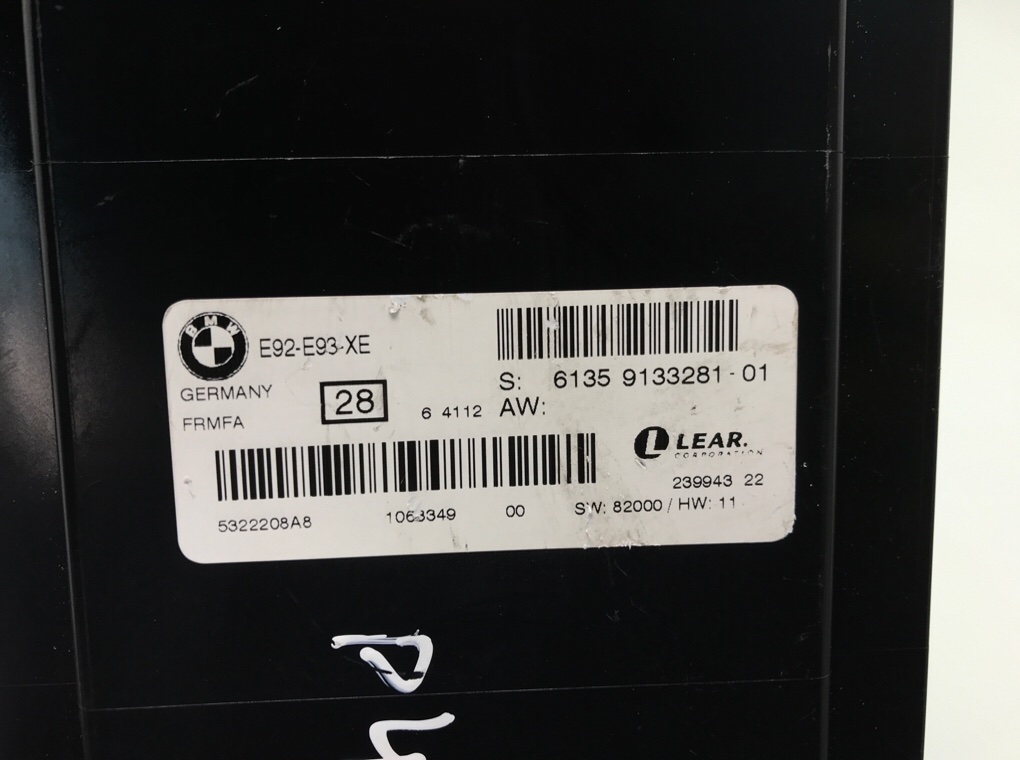 BMW
E92-E93-XE
GERMANY
28
6 4112
FRMFA
S: 6135 9133281-01
AW:
LEAR.
CORPORATION
239943 22
5322208A8 1063349 00 SW: 82000 / HW: 11